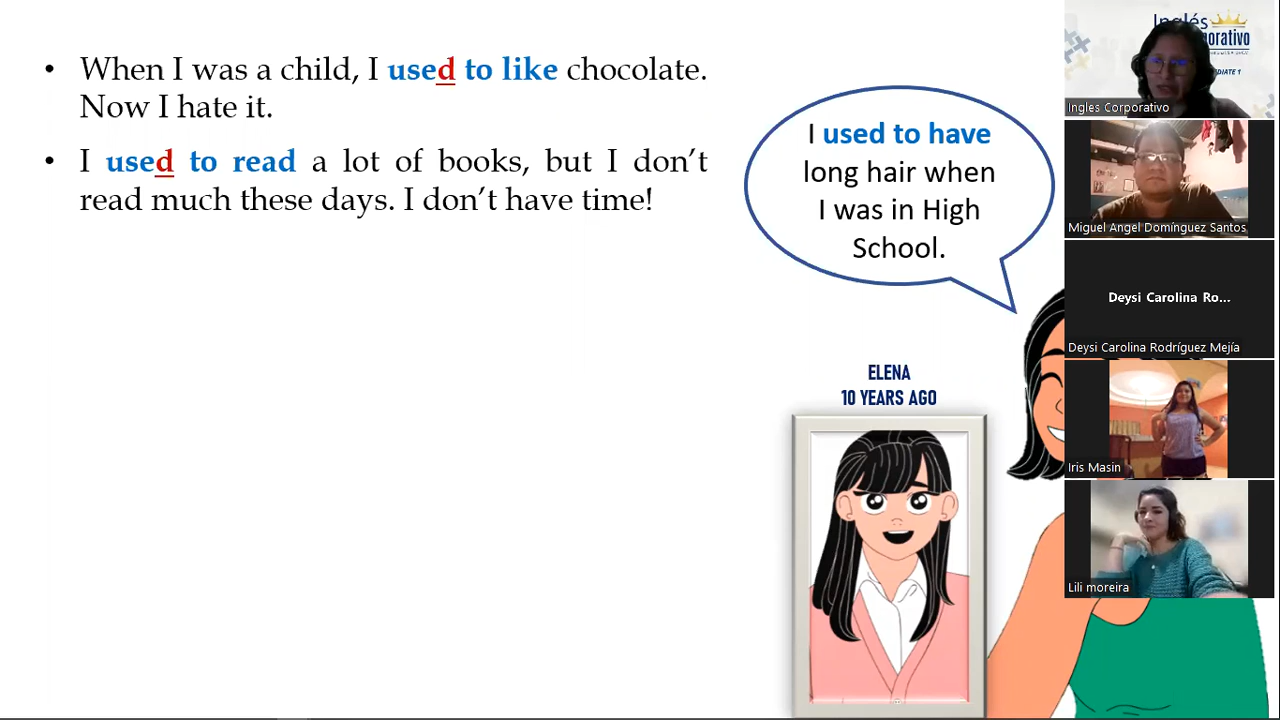 • When I was a child, I used to like chocolate.
Now I hate it.
• I used to read a lot of books, but I don’t
read much these days. I don’t have time!
I used to have
long hair when
I was in High
School.
ELENA
10 YEARS AGO
Inglés
Ingles Corporativo
Miguel Angel Domínguez Santos
Deysi Carolina Ro...
Deysi Carolina Rodríguez Mejía
Iris Masin
Lili moreira